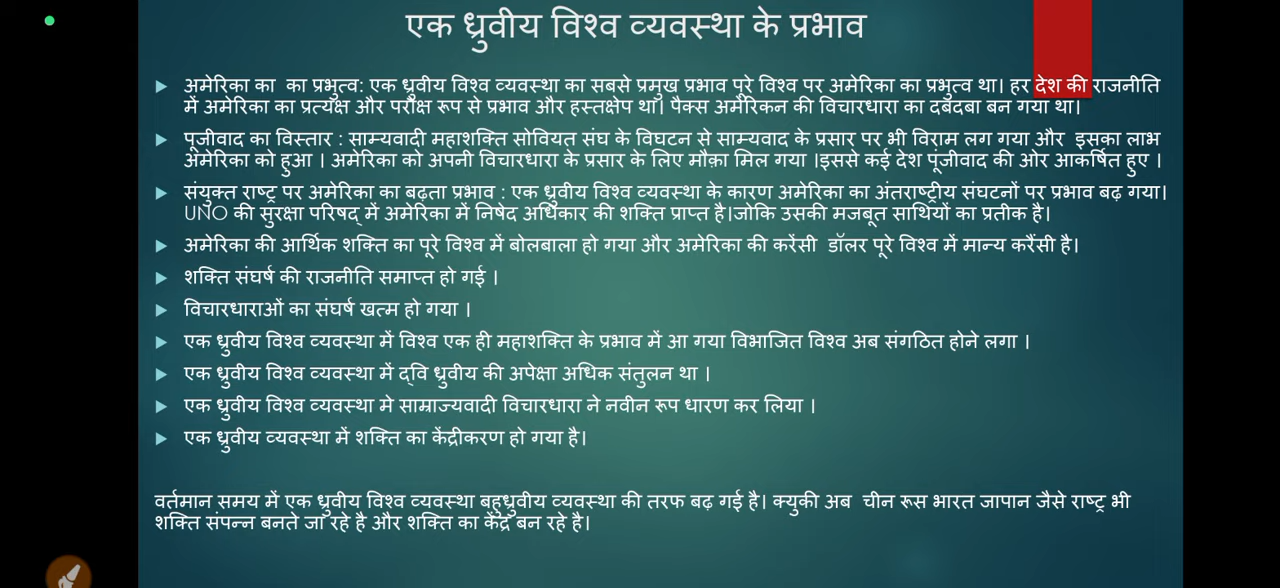 एक ध्रुवीय विश्व व्यवस्था के प्रभाव
अमेरिका का का प्रभुत्व: एक ध्रुवीय विश्व व्यवस्था का सबसे प्रमुख प्रभाव पूरे विश्व पर अमेरिका का प्रभुत्व था। हर देश की राजनीति
में अमेरिका का प्रत्यक्ष और परोक्ष रूप से प्रभाव और हस्तक्षेप था। पैक्स अमेरिकन की विचारधारा का दबदबा बन गया था।
पूजीवाद का विस्तार : साम्यवादी महाशक्ति सोवियत संघ के विघटन से साम्यवाद के प्रसार पर भी विराम लग गया और इसका लाभ
अमेरिका को हुआ । अमेरिका को अपनी विचारधारा के प्रसार के लिए मौक़ा मिल गया ।इससे कई देश पूंजीवाद की ओर आकर्षित हुए ।
संयुक्त राष्ट्र पर अमेरिका का बढ़ता प्रभाव : एक ध्रुवीय विश्व व्यवस्था के कारण अमेरिका का अंतराष्ट्रीय संघटनों पर प्रभाव बढ़ गया।
UNO की सुरक्षा परिषद् में अमेरिका में निषेद अधिकार की शक्ति प्राप्त है।जोकि उसकी मजबूत साथियों का प्रतीक है।
अमेरिका की आर्थिक शक्ति का पूरे विश्व में बोलबाला हो गया और अमेरिका की करेंसी डॉलर पूरे विश्व में मान्य करैंसी है।
शक्ति संघर्ष की राजनीति समाप्त हो गई ।
विचारधाराओं का संघर्ष खत्म हो गया ।
एक ध्रुवीय विश्व व्यवस्था में विश्व एक ही महाशक्ति के प्रभाव में आ गया विभाजित विश्व अब संगठित होने लगा ।
एक ध्रुवीय विश्व व्यवस्था में द्वि ध्रुवीय की अपेक्षा अधिक संतुलन था ।
एक ध्रुवीय विश्व व्यवस्था मे साम्राज्यवादी विचारधारा ने नवीन रूप धारण कर लिया ।
एक ध्रुवीय व्यवस्था में शक्ति का केंद्रीकरण हो गया है।
वर्तमान समय में एक ध्रुवीय विश्व व्यवस्था बहुध्रुवीय व्यवस्था की तरफ बढ़ गई है। क्युकी अब चीन रूस भारत जापान जैसे राष्ट्र भी
शक्ति संपन्न बनते जा रहे है और शक्ति का केंद्र बन रहे है।